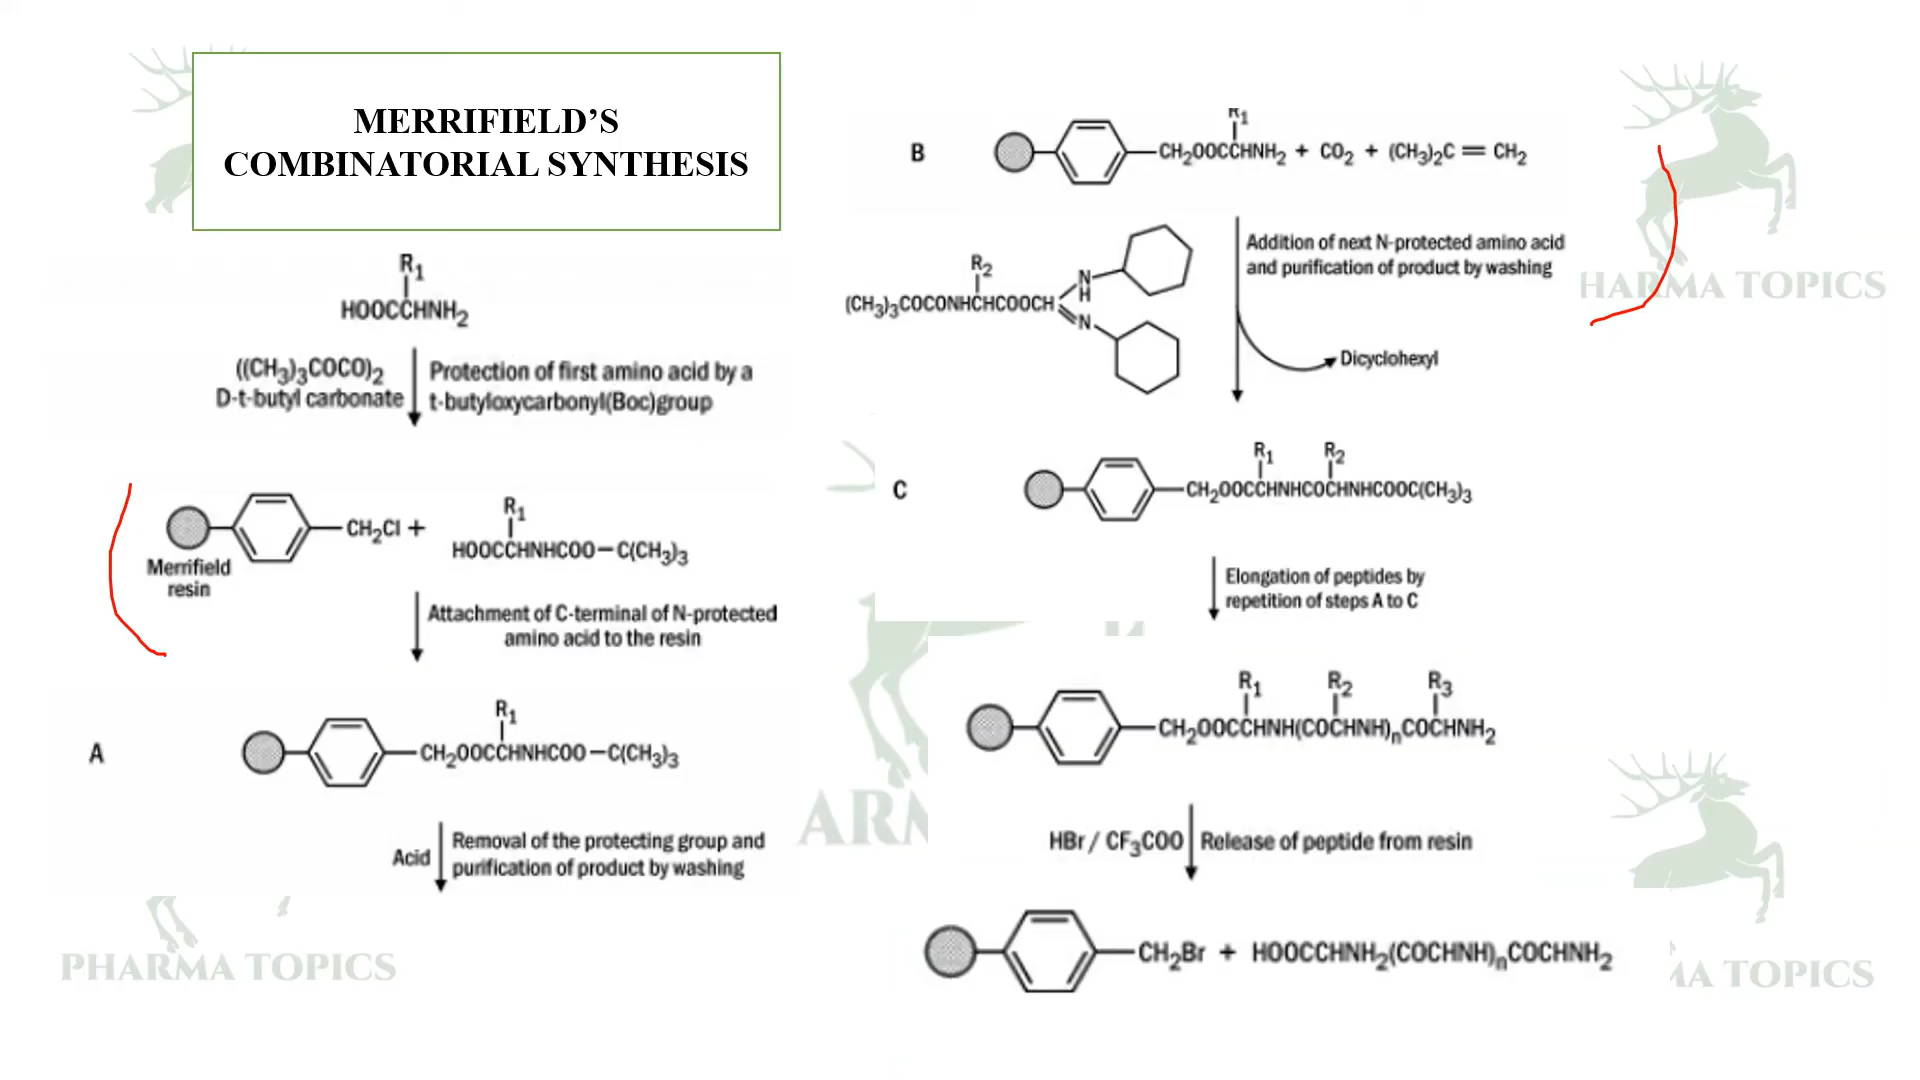 MERRIFIELD’S
COMBINATORIAL SYNTHESIS
R₁
HOOCCHNH₂
((CH₃)₃COCO)₂
D-t-butyl carbonate
Protection of first amino acid by a
t-butyloxycarbonyl(Boc)group
CH₂Cl +
R₁
HOOCCHNHCOO–C(CH₃)₃
Merrifield
resin
Attachment of C-terminal of N-protected
amino acid to the resin
A
R₁
CH₂OOCCHNHCOO–C(CH₃)₃
Acid
Removal of the protecting group and
purification of product by washing
PHARMA TOPICS
B
R₁
CH₂OOCCHNH₂ + CO₂ + (CH₃)₂C = CH₂
Addition of next N-protected amino acid
and purification of product by washing
R₂
(CH₃)₃COCONHCHCOOCH
N
H
N
Dicyclohexyl
HARMA TOPICS
C
R₁ R₂
CH₂OOCCHNHCOCHNHCOOC(CH₃)₃
Elongation of peptides by
repetition of steps A to C
R₁ R₂ R₃
CH₂OOCCHNH(COCHNH)ₙCOCHNH₂
ARM
HBr / CF₃COO
Release of peptide from resin
CH₂Br + HOOCCHNH₂(COCHNH)ₙCOCHNH₂
MA TOPICS